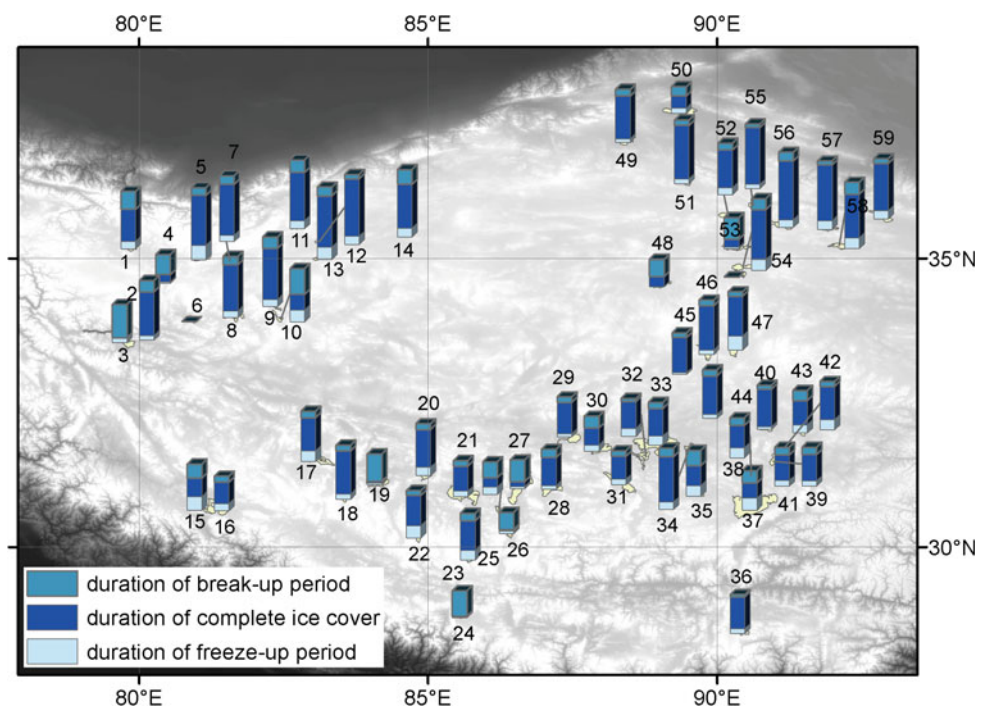 80°E 85°E 90°E
50
55
5 7 52 56 57 59
49
51
4 11 12 14 58
1 13 53
48 35°N
54
2 6 46
8 9 10
3 45 47
29 32 33 40 43 42
20 30 44
21 27
17 38
18 19 28 31
15 16 34 35 37 41 39
22 25 26 30°N
23 36
24
duration of break-up period
duration of complete ice cover
duration of freeze-up period
80°E 85°E 90°E